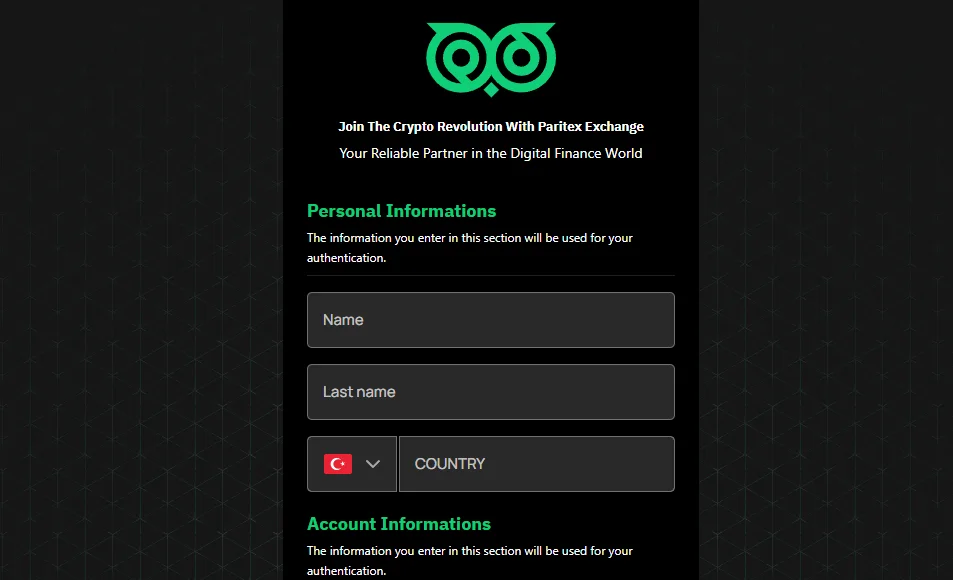 Join The Crypto Revolution With Paritex Exchange
Your Reliable Partner in the Digital Finance World
Personal Informations
The information you enter in this section will be used for your
authentication.
Name
Last name
COUNTRY
Account Informations
The information you enter in this section will be used for your
authentication.